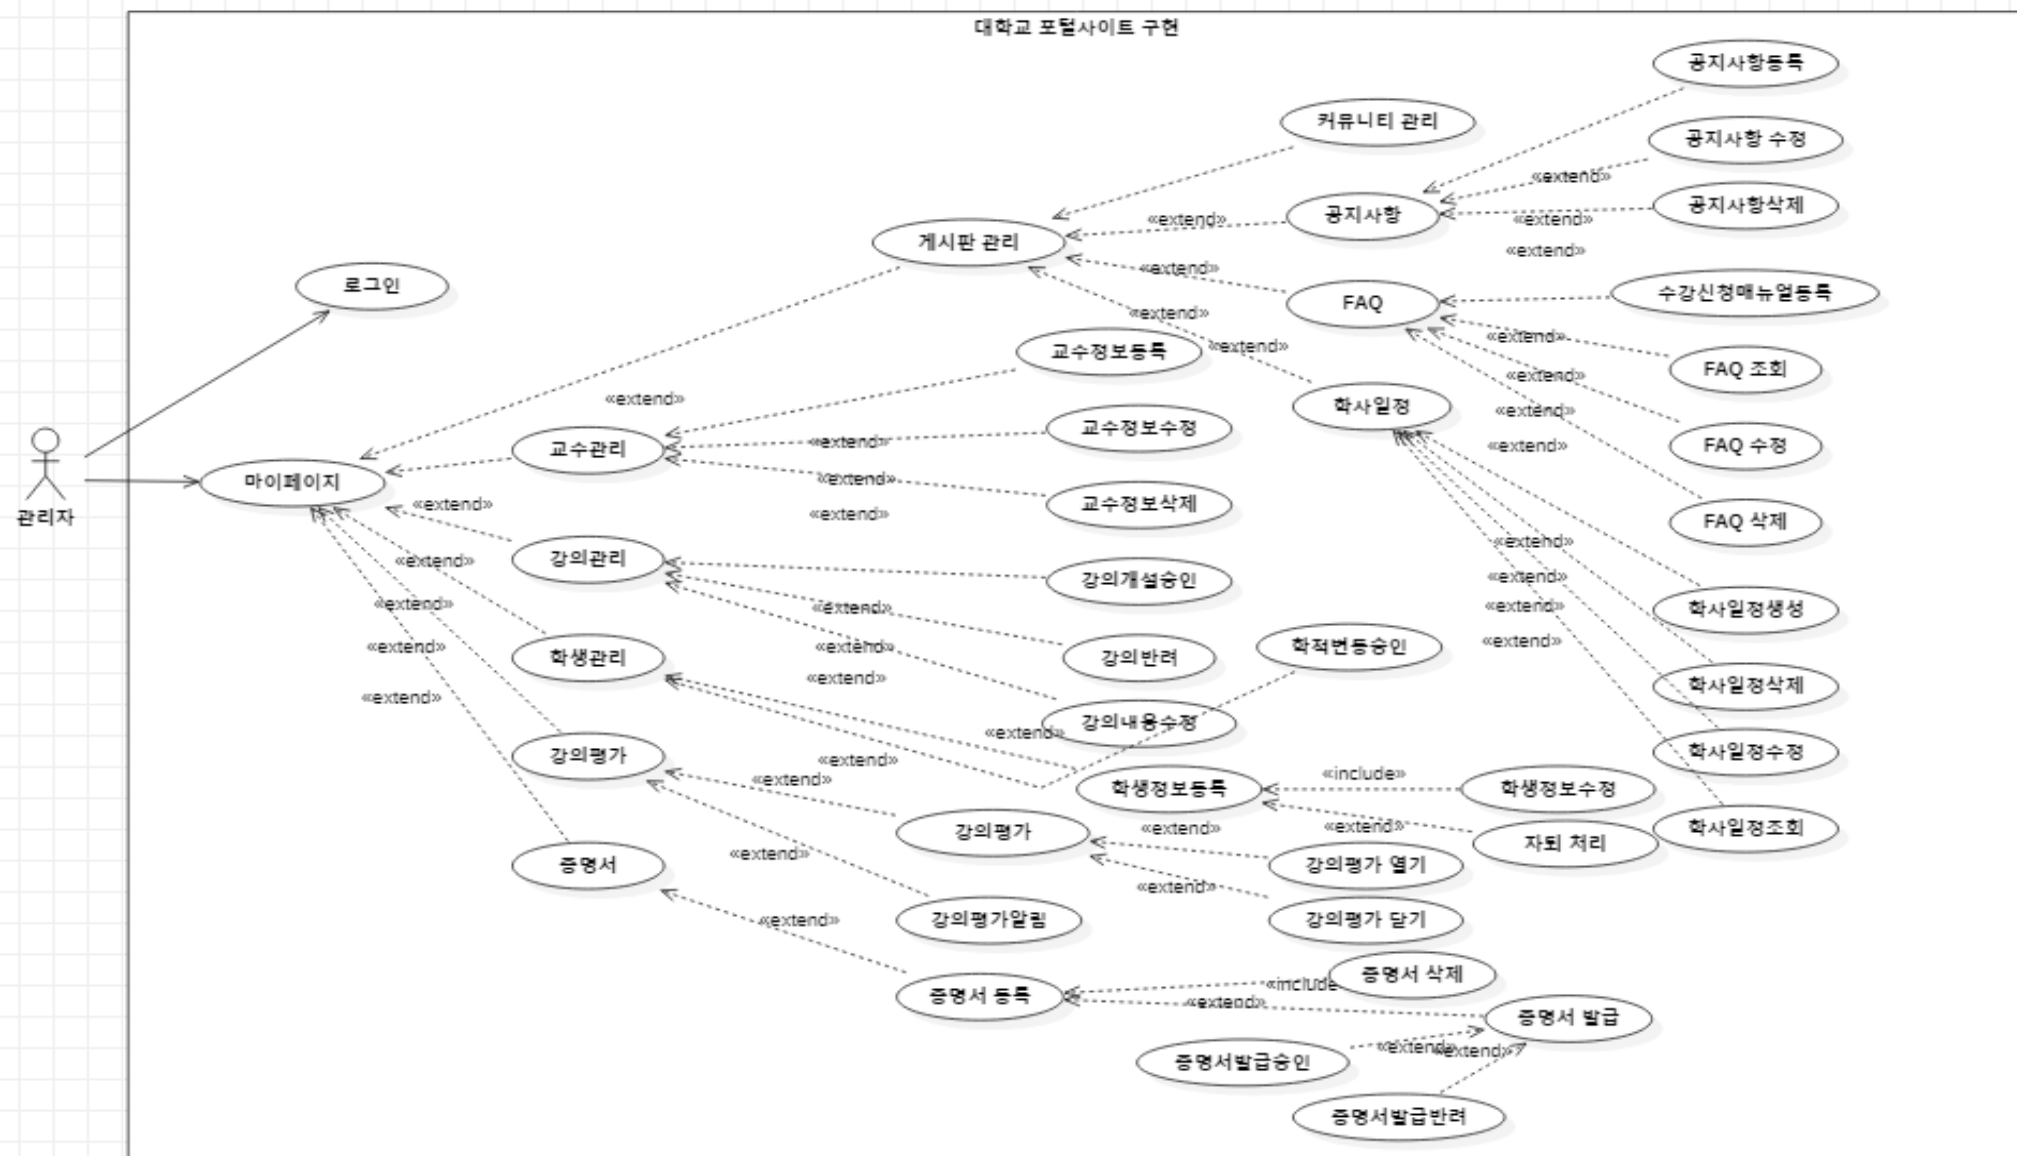 대학교 포털사이트 구현
공지사항등록
커뮤니티 관리
공지사항 수정
«extend»
공지사항
공지사항삭제
«extend»
«extend»
게시판 관리
«extend»
«extend»
로그인
수강신청매뉴얼등록
FAQ
«extend»
«extend»
«extend»
교수정보등록
FAQ 조회
«extend»
«extend»
학사일정
«extend»
교수정보수정
«extend»
FAQ 수정
교수관리
«extend»
마이페이지
«extend»
«extend»
교수정보삭제
관리자
«extend»
FAQ 삭제
«extend»
강의관리
«extend»
강의개설승인
«extend»
«extend»
«extend»
«extend»
학사일정생성
«extend»
«extend»
«extend»
학적변동승인
학생관리
강의반려
«extend»
학사일정삭제
«extend»
강의내용수정
«extend»
학사일정수정
강의평가
«extend»
«extend»
«include»
학생정보등록
학생정보수정
강의평가
«extend»
«extend»
학사일정조회
자퇴 처리
«extend»
증명서
강의평가 열기
«extend»
«extend»
강의평가알림
강의평가 닫기
증명서 삭제
«include
증명서 등록
«extend»
증명서 발급
«extend»
«extend»
증명서발급승인
증명서발급반려